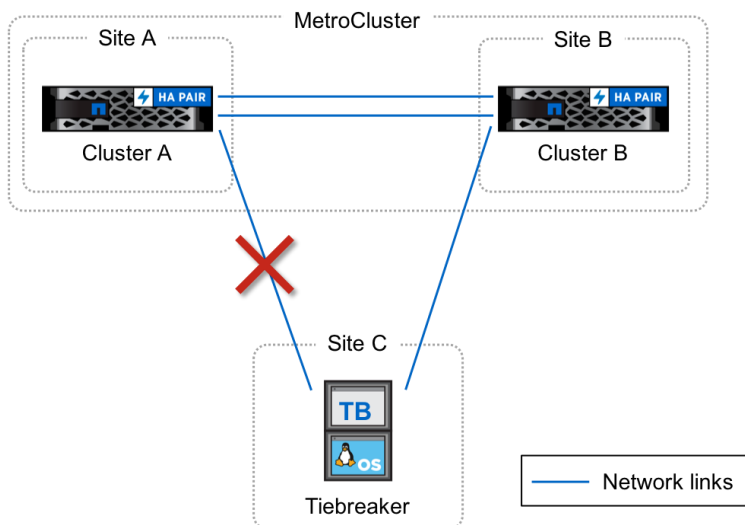 MetroCluster
Site A
Site B
HA PAIR
HA PAIR
Cluster A
Cluster B
Site C
TB
OS
Tiebreaker
Network links